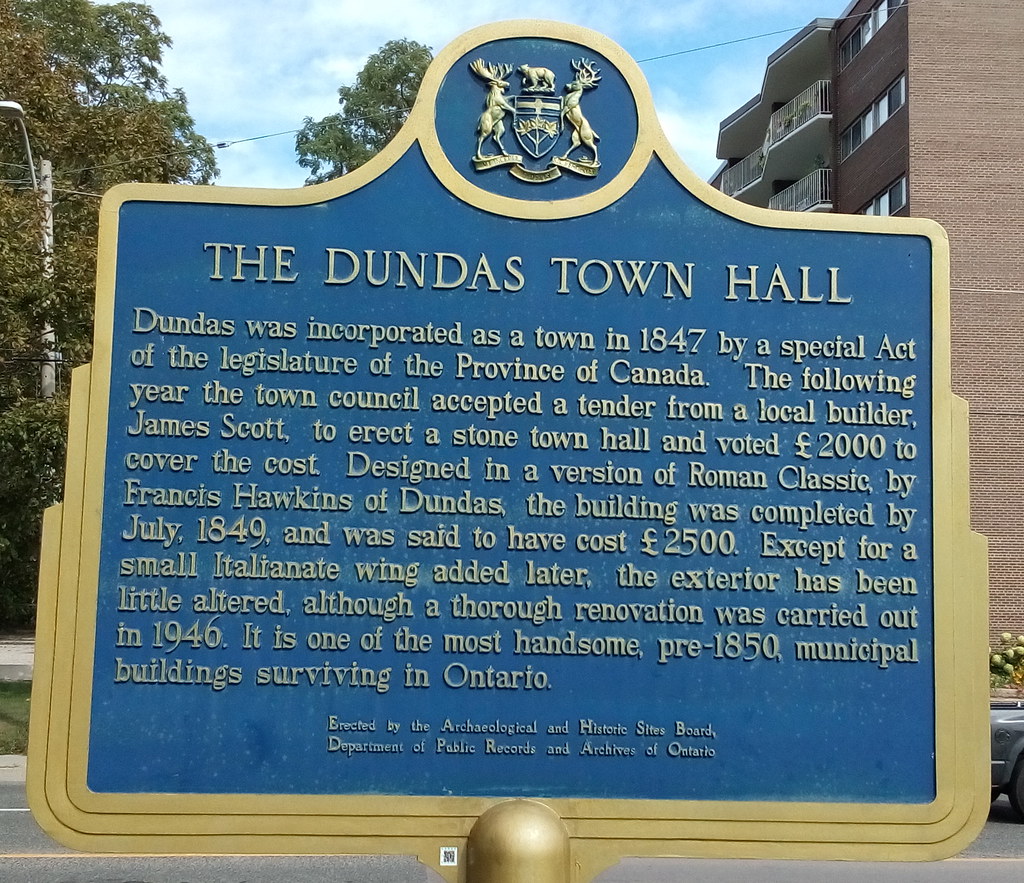 THE DUNDAS TOWN HALL
Dundas was incorporated as a town in 1847 by a special Act
of the legislature of the Province of Canada. The following
year the town council accepted a tender from a local builder,
James Scott, to erect a stone town hall and voted £2000 to
cover the cost. Designed in a version of Roman Classic, by
Francis Hawkins of Dundas, the building was completed by
July, 1849, and was said to have cost £2500. Except for a
small Italianate wing added later, the exterior has been
little altered, although a thorough renovation was carried out
in 1946. It is one of the most handsome, pre-1850, municipal
buildings surviving in Ontario.
Erected by the Archaeological and Historic Sites Board,
Department of Public Records and Archives of Ontario